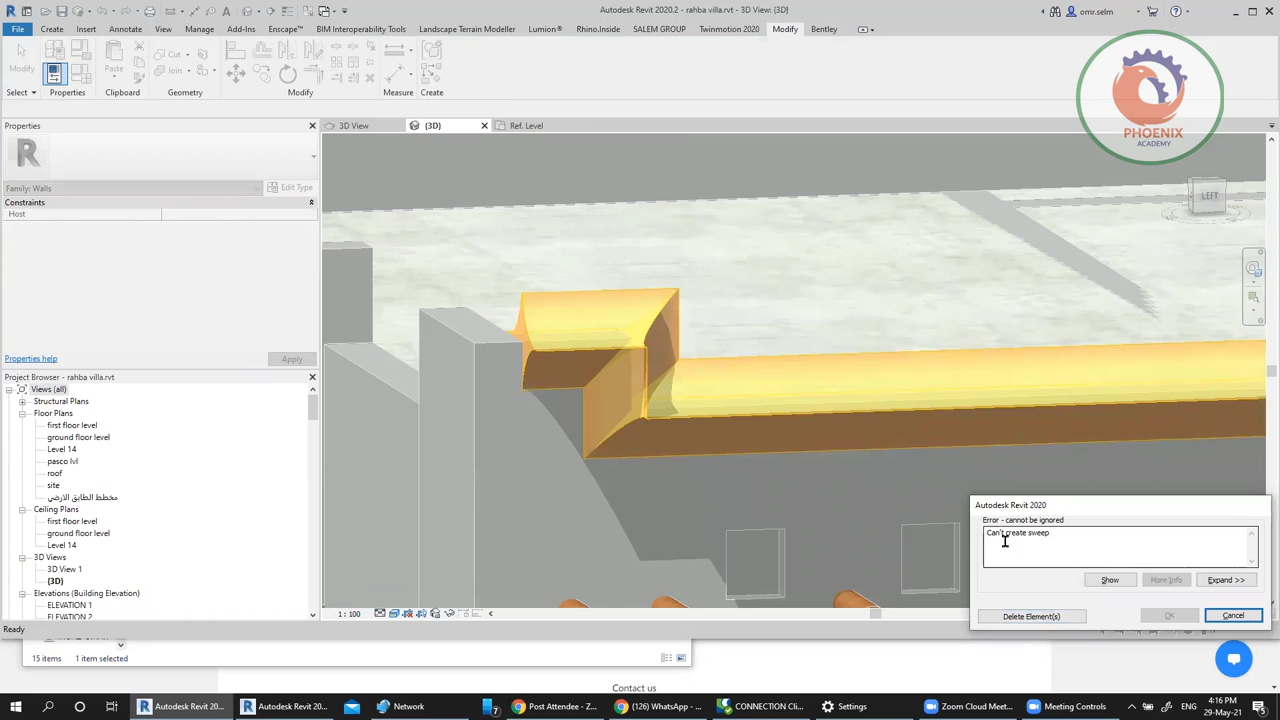 Autodesk Revit 2020.2 - rahba villa.rvt - 3D View: {3D}
omr.selm
File Create Insert Annotate View Manage Add-Ins Enscape™ BIM Interoperability Tools Landscape Terrain Modeller Lumion® Rhino.Inside SALEM GROUP Twinmotion 2020 Modify Bentley
Modify Paste Cut Join
Select Properties Clipboard Geometry Modify Measure Create
PHOENIX
ACADEMY
Properties
3D View {3D} Ref. Level
R
Family: Walls Edit Type
Constraints
Host
LEFT
Properties help Apply
Project Browser - rahba villa.rvt
Views (all)
Structural Plans
Floor Plans
first floor level
ground floor level
Level 14
pasco lvl
roof
site
مخطط الطابق الارضي
Ceiling Plans
first floor level
ground floor level
Level 14
3D Views
3D View 1
{3D}
Elevations (Building Elevation)
ELEVATION 1
ELEVATION 2
Autodesk Revit 2020
Error - cannot be ignored
Can't create sweep
Show More Info Expand >>
Delete Element(s) OK Cancel
1 : 100
Ready
15 items 1 item selected
Contact us
Autodesk Revit 20... Autodesk Revit 20... Network Post Attendee - Z... (126) WhatsApp -... CONNECTION Cli... Settings Zoom Cloud Meet... Meeting Controls
4:16 PM
29-May-21